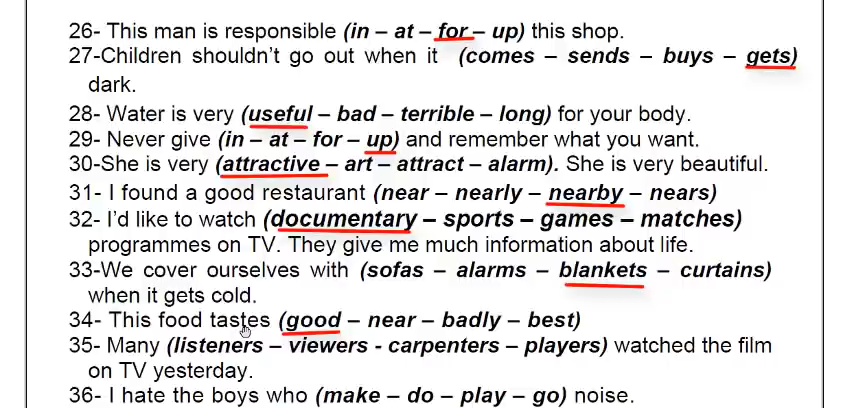 26- This man is responsible (in – at – for – up) this shop.
27-Children shouldn't go out when it (comes – sends – buys – gets)
dark.
28- Water is very (useful – bad – terrible – long) for your body.
29- Never give (in – at – for – up) and remember what you want.
30-She is very (attractive – art – attract – alarm). She is very beautiful.
31- I found a good restaurant (near – nearly – nearby – nears)
32- I'd like to watch (documentary – sports – games – matches)
programmes on TV. They give me much information about life.
33-We cover ourselves with (sofas – alarms – blankets – curtains)
when it gets cold.
34- This food tastes (good – near – badly – best)
35- Many (listeners – viewers - carpenters – players) watched the film
on TV yesterday.
36- I hate the boys who (make – do – play – go) noise.